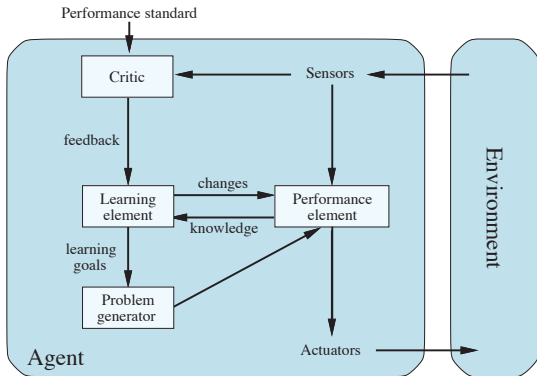 Performance standard
Critic
Sensors
feedback
changes
Learning
element
Performance
element
knowledge
learning
goals
Problem
generator
Agent
Actuators
Environment